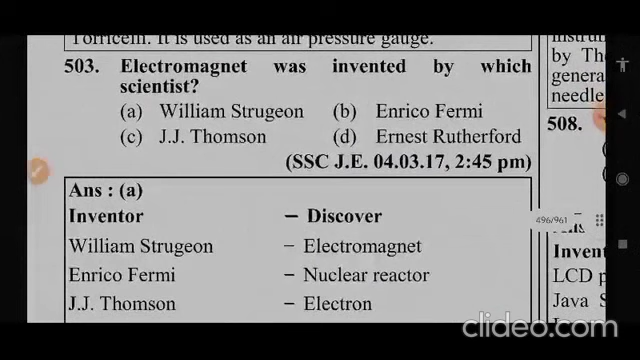 Torricelli. It is used as an air pressure gauge.
503. Electromagnet was invented by which
scientist?
(a) William Strugeon (b) Enrico Fermi
(c) J.J. Thomson (d) Ernest Rutherford
(SSC J.E. 04.03.17, 2:45 pm)
Ans : (a)
Inventor – Discover
William Strugeon – Electromagnet
Enrico Fermi – Nuclear reactor
J.J. Thomson – Electron
by
genera
needle
508.
496/961
Invent
LCD p
Java S
clideo.com